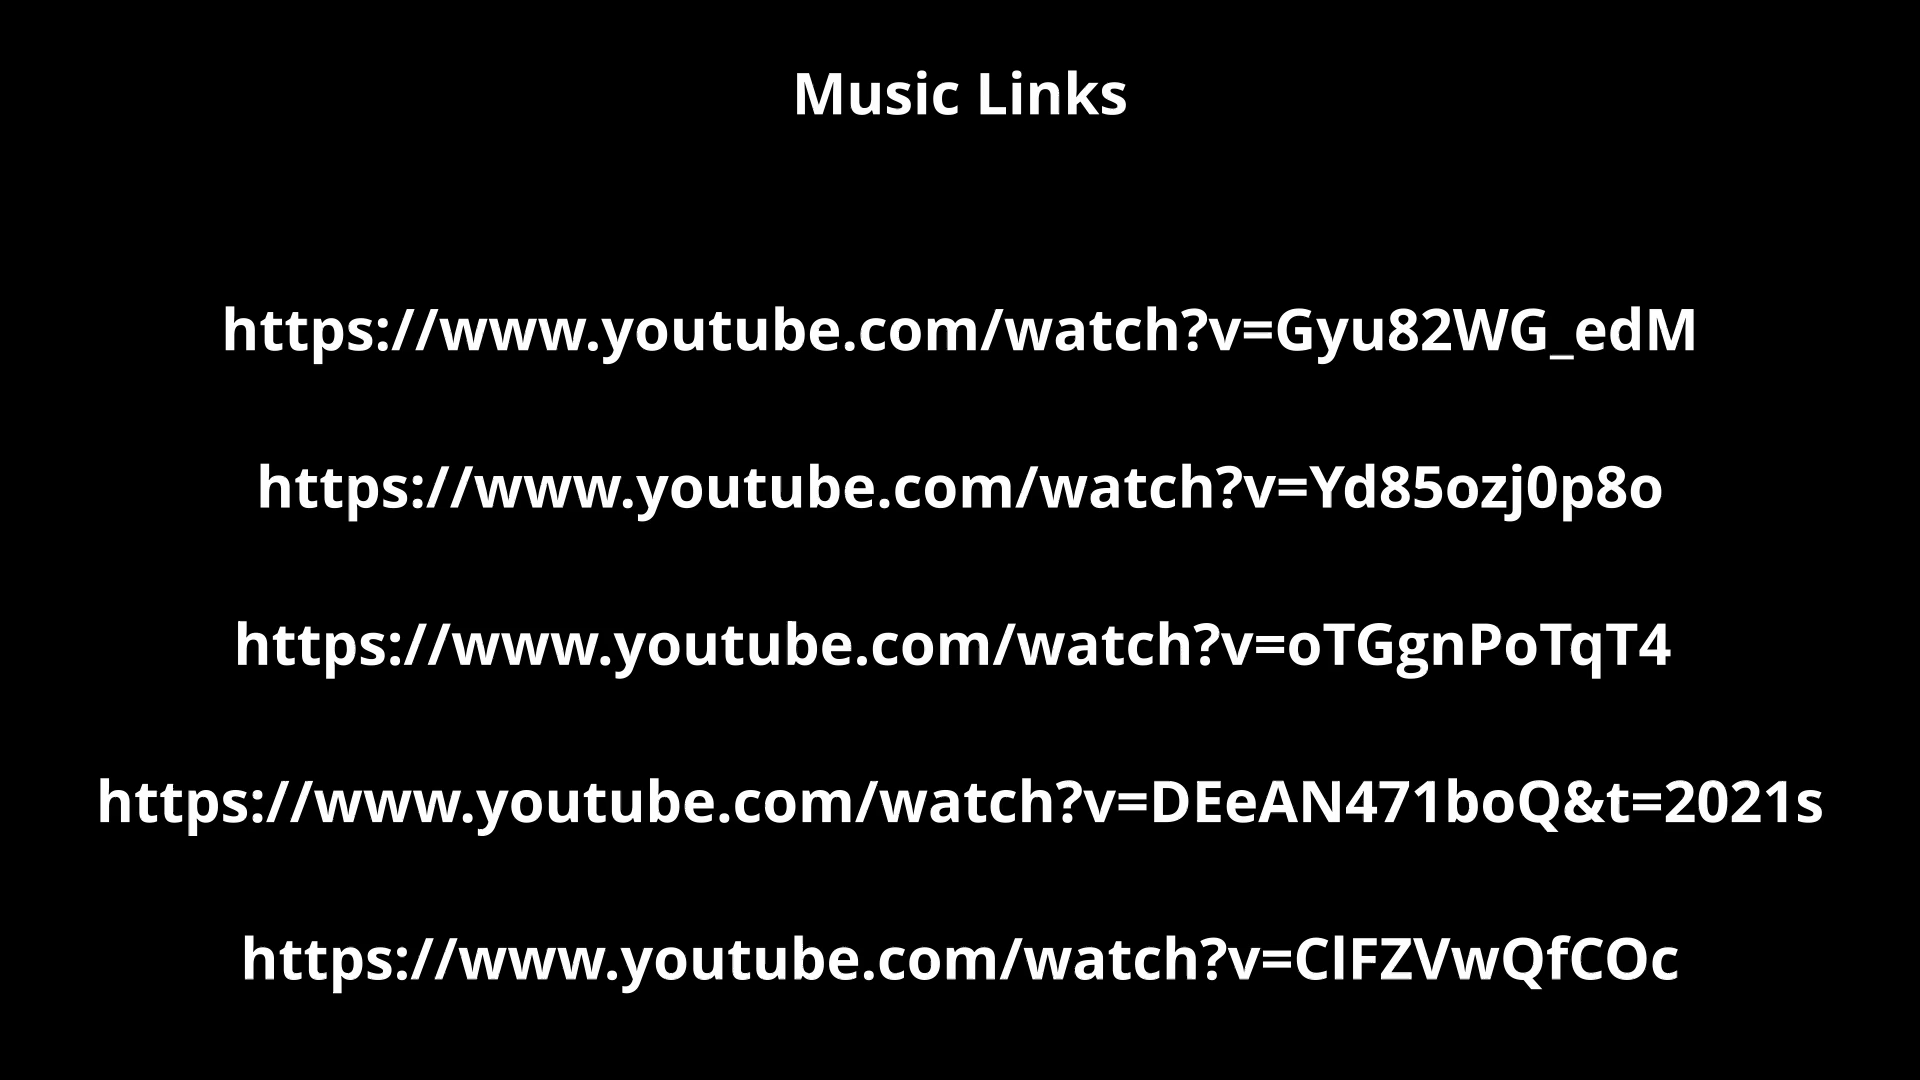 Music Links
https://www.youtube.com/watch?v=Gyu82WG_edM
https://www.youtube.com/watch?v=Yd85ozj0p8o
https://www.youtube.com/watch?v=oTGgnPoTqT4
https://www.youtube.com/watch?v=DEeAN471boQ&t=2021s
https://www.youtube.com/watch?v=ClFZVwQfCOc